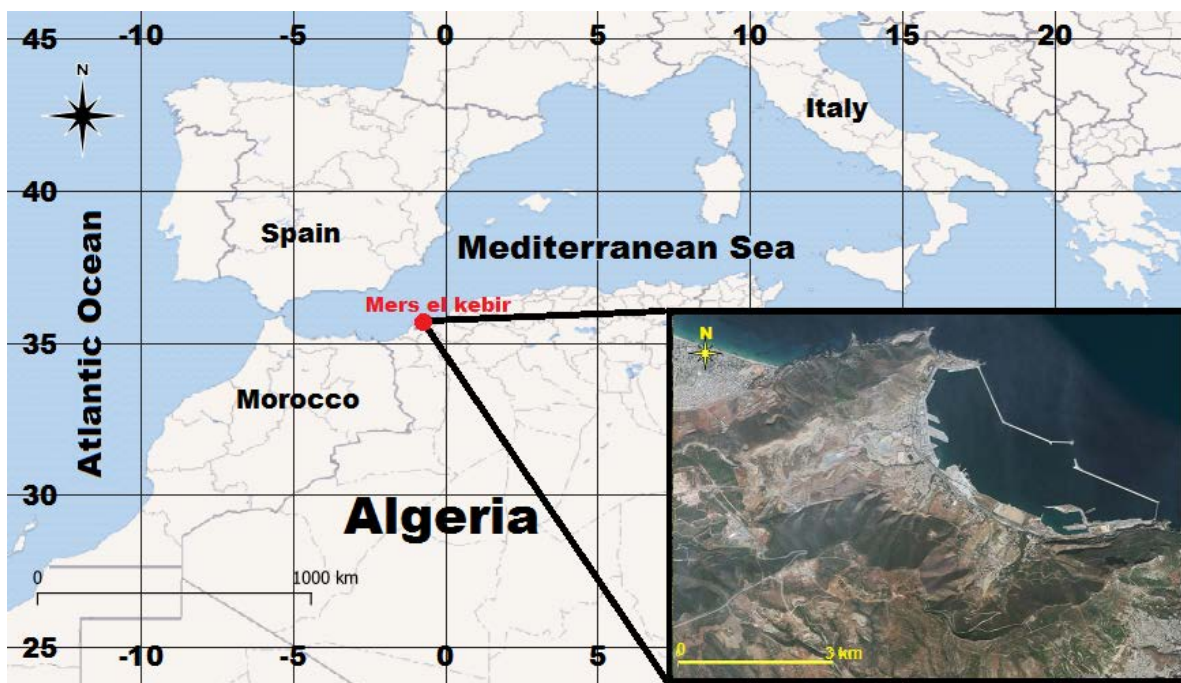 45 -10 -5 0 5 10 15 20
N
Italy
40
Atlantic Ocean
Spain
Mediterranean Sea
Mers el kebir
35
N
Morocco
30
Algeria
0 1000 km
25 -10 -5 0 5
0 3 km